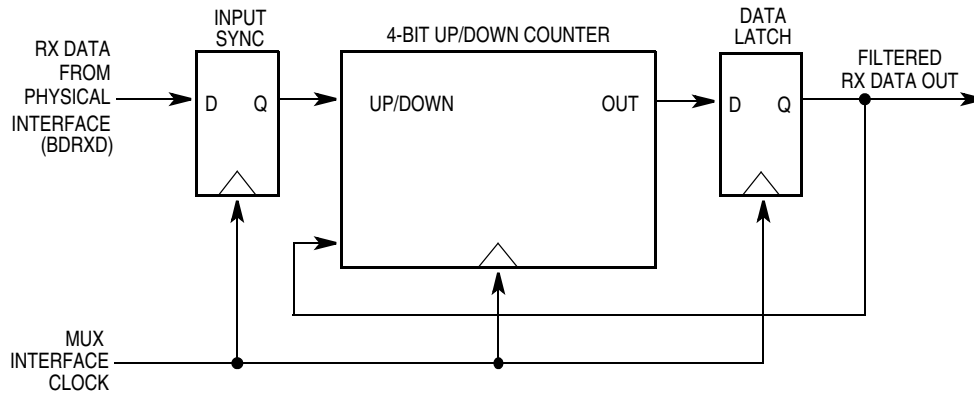 INPUT
SYNC
4-BIT UP/DOWN COUNTER
DATA
LATCH
RX DATA
FROM
PHYSICAL
INTERFACE
(BDRXD)
D Q
UP/DOWN OUT
D Q
FILTERED
RX DATA OUT
MUX
INTERFACE
CLOCK